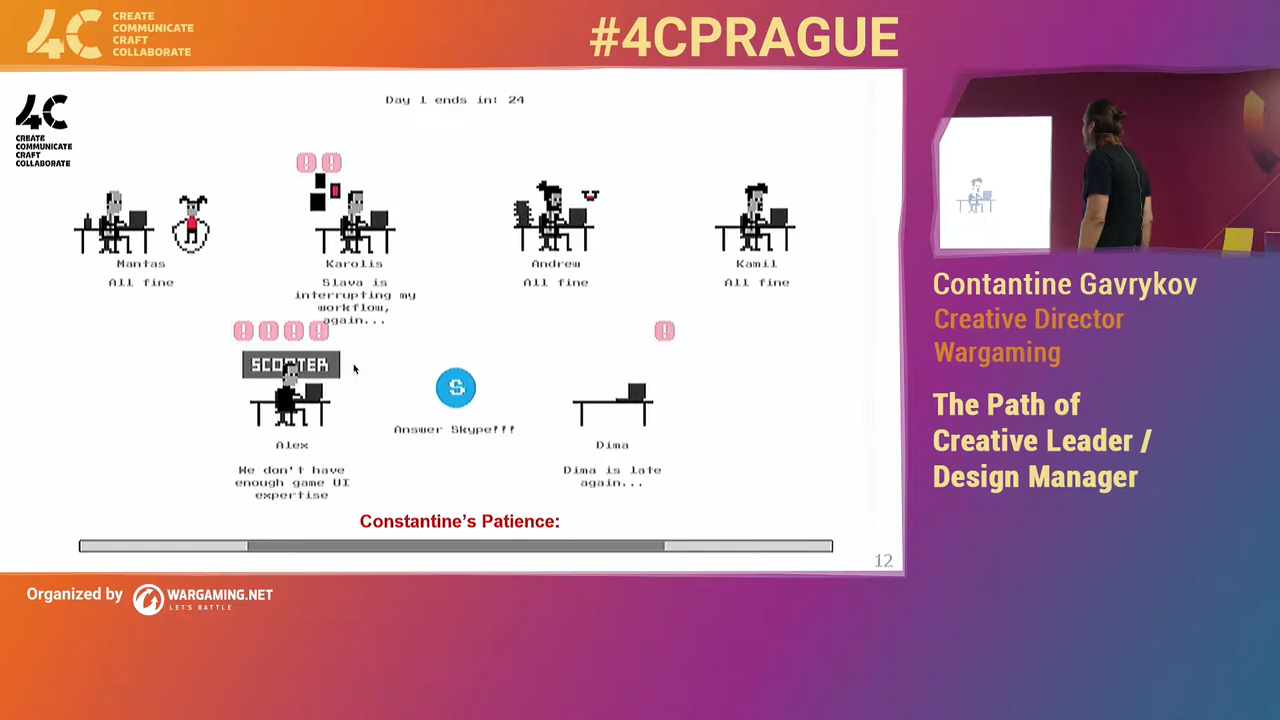 4C
CREATE
COMMUNICATE
CRAFT
COLLABORATE
#4CPRAGUE
4C
CREATE
COMMUNICATE
CRAFT
COLLABORATE
Day 1 ends in: 24
Mantas
All fine
Karolis
Slava is
interrupting my
workflow,
again...
Andrew
All fine
Kamil
All fine
SCOOTER
Alex
We don't have
enough game UI
expertise
S
Answer Skype!!!
Dima
Dima is late
again...
Constantine's Patience:
12
Contantine Gavrykov
Creative Director
Wargaming
The Path of
Creative Leader /
Design Manager
Organized by
WARGAMING.NET
LET'S BATTLE